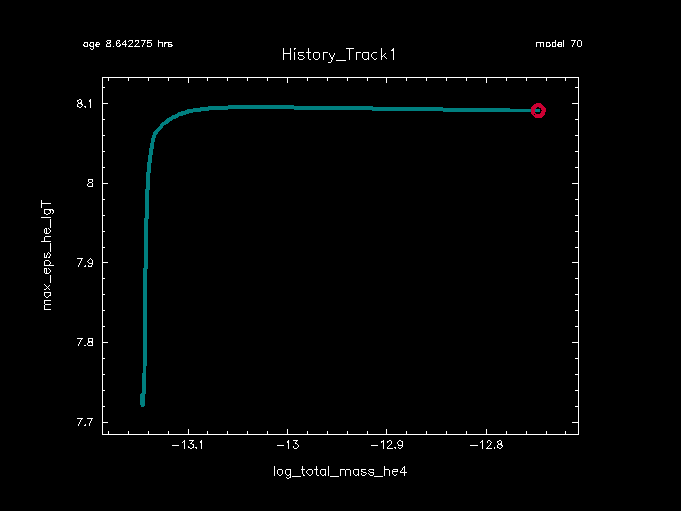 age 8.642275 hrs
model 70
History_Track1
8.1
8
7.9
7.8
7.7
max_eps_he_lgT
−13.1
−13
−12.9
−12.8
log_total_mass_he4